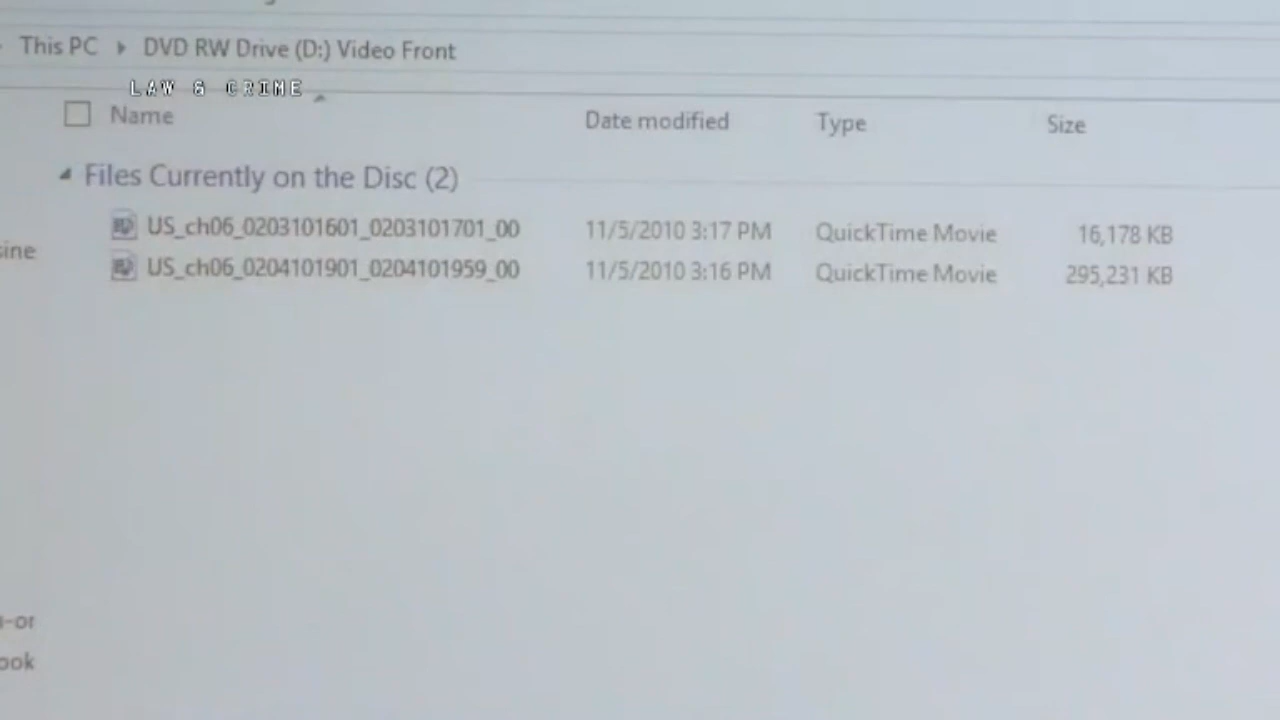 This PC DVD RW Drive (D:) Video Front
LAW & CRIME
Name Date modified Type Size
Files Currently on the Disc (2)
US_ch06_0203101601_0203101701_00 11/5/2010 3:17 PM QuickTime Movie 16,178 KB
US_ch06_0204101901_0204101959_00 11/5/2010 3:16 PM QuickTime Movie 295,231 KB